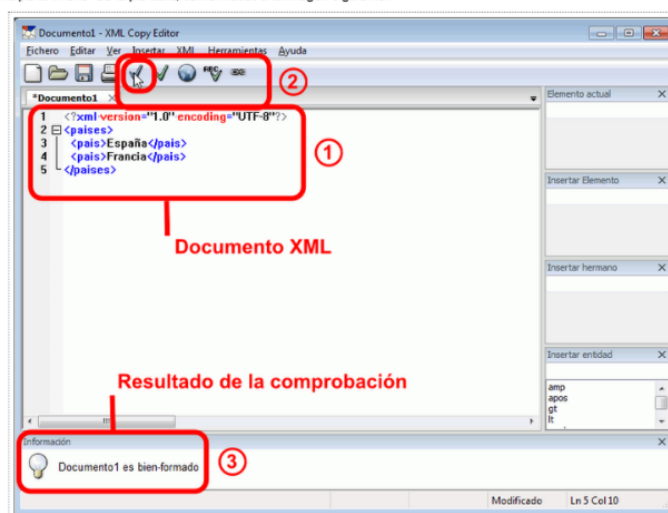 Documento1 - XML Copy Editor
Fichero Editar Ver Insertar XML Herramientas Ayuda
ABC
②
*Documento1
Elemento actual
1 <?xml version="1.0" encoding="UTF-8"?>
2 <paises>
3 <pais>España</pais>
4 <pais>Francia</pais>
5 </paises>
①
Insertar Elemento
Documento XML
Insertar hermano
Insertar entidad
Resultado de la comprobación
amp
apos
gt
lt
Información
Documento1 es bien-formado
③
Modificado
Ln 5 Col 10